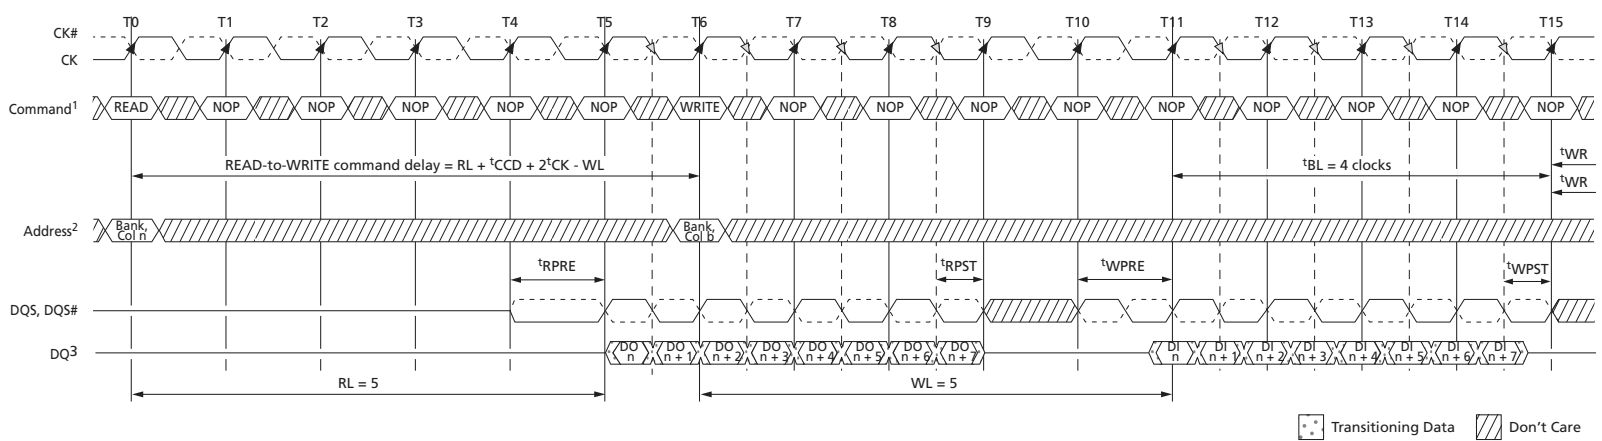 T0 T1 T2 T3 T4 T5 T6 T7 T8 T9 T10 T11 T12 T13 T14 T15
CK#
CK
Command1 READ NOP NOP NOP NOP NOP WRITE NOP NOP NOP NOP NOP NOP NOP NOP NOP
READ-to-WRITE command delay = RL + tCCD + 2tCK - WL
tBL = 4 clocks
tWR
tWR
Address2 Bank, Col n Bank, Col b
tRPRE tRPST tWPRE tWPST
DQS, DQS#
DQ3 DO n DO n + 1 DO n + 2 DO n + 3 DO n + 4 DO n + 5 DO n + 6 DO n + 7 DI n DI n + 1 DI n + 2 DI n + 3 DI n + 4 DI n + 5 DI n + 6 DI n + 7
RL = 5 WL = 5
Transitioning Data Don't Care